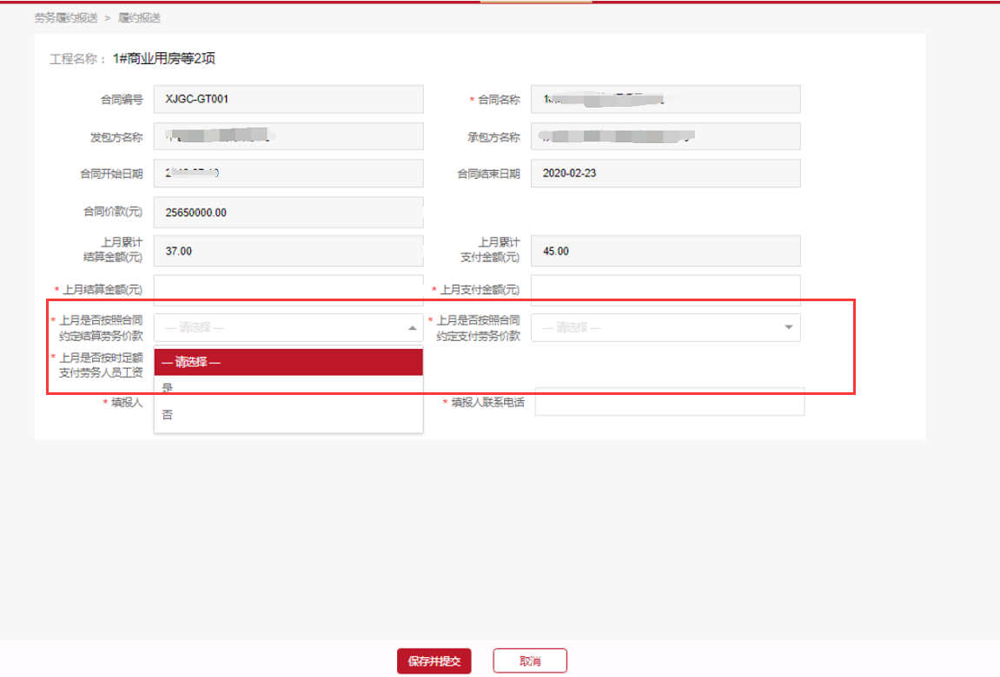 劳务履约报送 > 履约报送
工程名称： 1#商业用房等2项
合同编号 XJGC-GT001
* 合同名称
发包方名称
承包方名称
合同开始日期
合同结束日期 2020-02-23
合同价款(元) 25650000.00
上月累计
结算金额(元) 37.00
上月累计
支付金额(元) 45.00
* 上月结算金额(元)
* 上月支付金额(元)
* 上月是否按照合同
约定结算劳务价款 — 请选择 —
* 上月是否按照合同
约定支付劳务价款 — 请选择 —
* 上月是否按时足额
支付劳务人员工资
— 请选择 —
是
否
* 填报人
* 填报人联系电话
保存并提交
取消